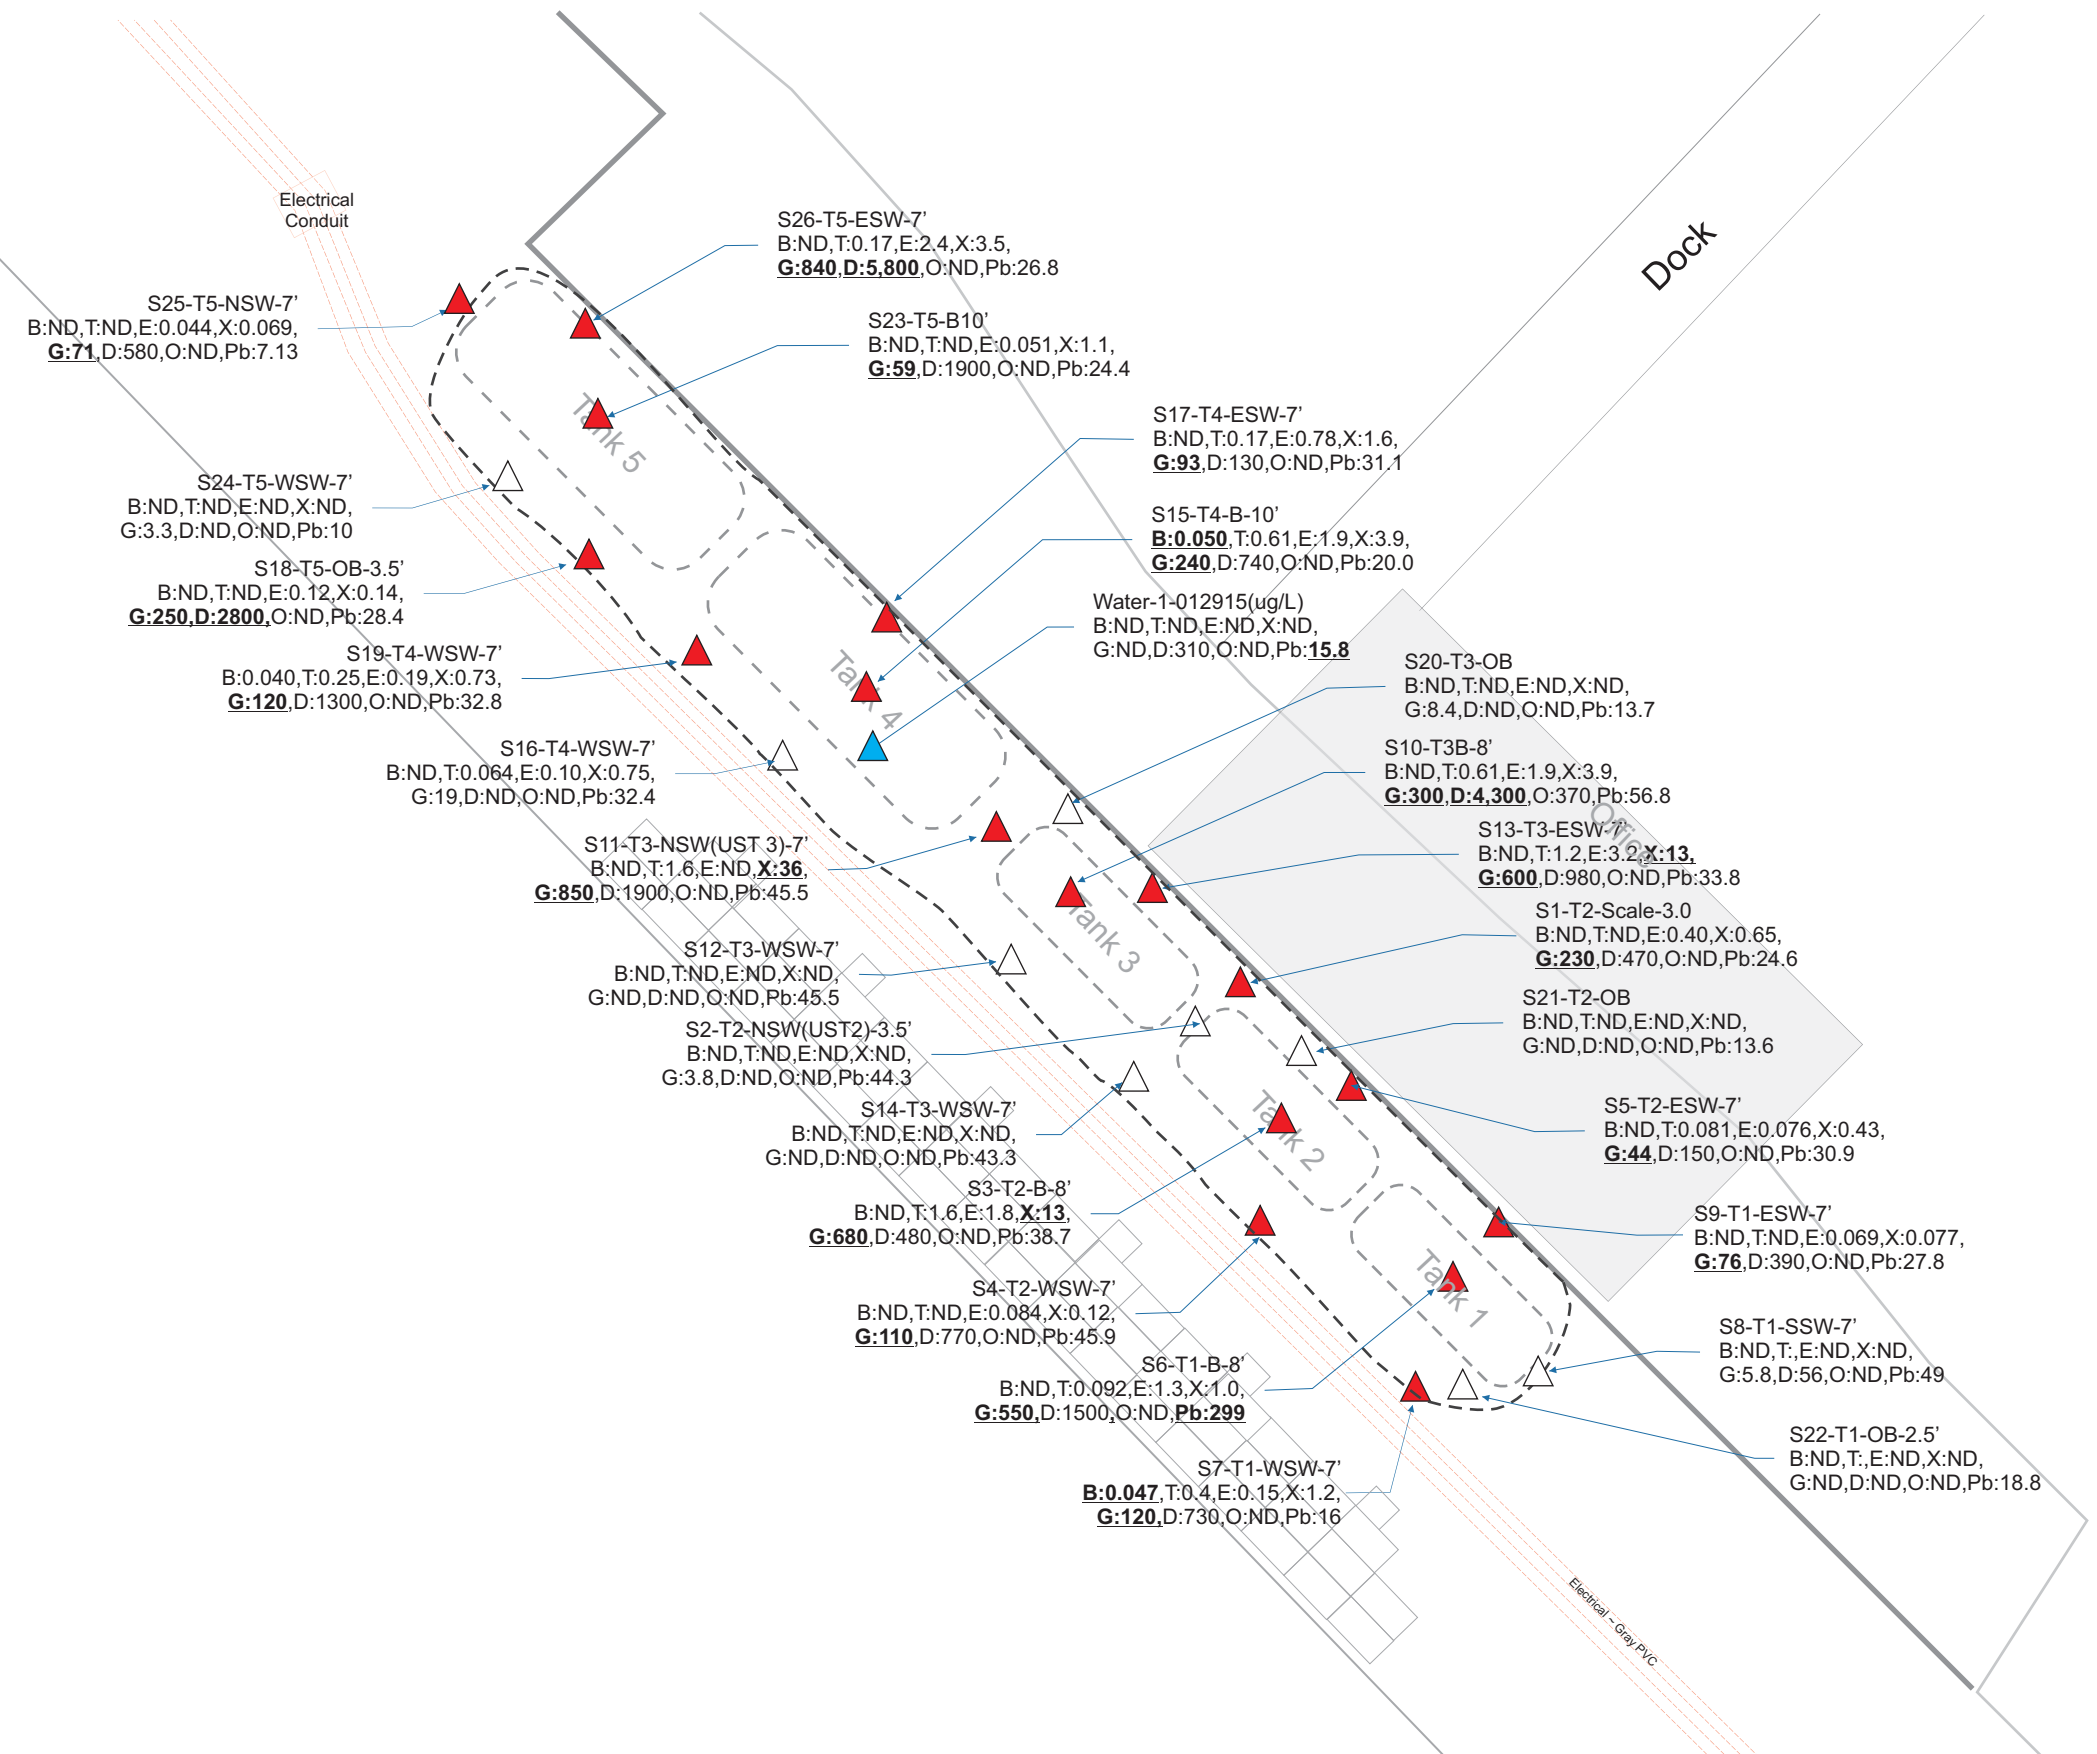 Electrical
Conduit
S26-T5-ESW-7’
B:ND,T:0.17,E:2.4,X:3.5,
G:840,D:5,800,O:ND,Pb:26.8
Dock
S25-T5-NSW-7’
B:ND,T:ND,E:0.044,X:0.069,
G:71,D:580,O:ND,Pb:7.13
S23-T5-B10’
B:ND,T:ND,E:0.051,X:1.1,
G:59,D:1900,O:ND,Pb:24.4
Tank 5
S17-T4-ESW-7’
B:ND,T:0.17,E:0.78,X:1.6,
G:93,D:130,O:ND,Pb:31.1
S24-T5-WSW-7’
B:ND,T:ND,E:ND,X:ND,
G:3.3,D:ND,O:ND,Pb:10
S15-T4-B-10’
B:0.050,T:0.61,E:1.9,X:3.9,
G:240,D:740,O:ND,Pb:20.0
S18-T5-OB-3.5’
B:ND,T:ND,E:0.12,X:0.14,
G:250,D:2800,O:ND,Pb:28.4
Water-1-012915(ug/L)
B:ND,T:ND,E:ND,X:ND,
G:ND,D:310,O:ND,Pb:15.8
S19-T4-WSW-7’
B:0.040,T:0.25,E:0.19,X:0.73,
G:120,D:1300,O:ND,Pb:32.8
Tank 4
S20-T3-OB
B:ND,T:ND,E:ND,X:ND,
G:8.4,D:ND,O:ND,Pb:13.7
S16-T4-WSW-7’
B:ND,T:0.064,E:0.10,X:0.75,
G:19,D:ND,O:ND,Pb:32.4
S10-T3B-8’
B:ND,T:0.61,E:1.9,X:3.9,
G:300,D:4,300,O:370,Pb:56.8
Office
S13-T3-ESW-7’
B:ND,T:1.2,E:3.2,X:13,
G:600,D:980,O:ND,Pb:33.8
S11-T3-NSW(UST 3)-7’
B:ND,T:1.6,E:ND,X:36,
G:850,D:1900,O:ND,Pb:45.5
Tank 3
S1-T2-Scale-3.0
B:ND,T:ND,E:0.40,X:0.65,
G:230,D:470,O:ND,Pb:24.6
S12-T3-WSW-7’
B:ND,T:ND,E:ND,X:ND,
G:ND,D:ND,O:ND,Pb:45.5
S21-T2-OB
B:ND,T:ND,E:ND,X:ND,
G:ND,D:ND,O:ND,Pb:13.6
S2-T2-NSW(UST2)-3.5’
B:ND,T:ND,E:ND,X:ND,
G:3.8,D:ND,O:ND,Pb:44.3
S14-T3-WSW-7’
B:ND,T:ND,E:ND,X:ND,
G:ND,D:ND,O:ND,Pb:43.3
Tank 2
S5-T2-ESW-7’
B:ND,T:0.081,E:0.076,X:0.43,
G:44,D:150,O:ND,Pb:30.9
S3-T2-B-8’
B:ND,T:1.6,E:1.8,X:13,
G:680,D:480,O:ND,Pb:38.7
S9-T1-ESW-7’
B:ND,T:ND,E:0.069,X:0.077,
G:76,D:390,O:ND,Pb:27.8
S4-T2-WSW-7’
B:ND,T:ND,E:0.084,X:0.12,
G:110,D:770,O:ND,Pb:45.9
Tank 1
S8-T1-SSW-7’
B:ND,T:,E:ND,X:ND,
G:5.8,D:56,O:ND,Pb:49
S6-T1-B-8’
B:ND,T:0.092,E:1.3,X:1.0,
G:550,D:1500,O:ND,Pb:299
S22-T1-OB-2.5’
B:ND,T:,E:ND,X:ND,
G:ND,D:ND,O:ND,Pb:18.8
S7-T1-WSW-7’
B:0.047,T:0.4,E:0.15,X:1.2,
G:120,D:730,O:ND,Pb:16
Electrical ~ Gray PVC